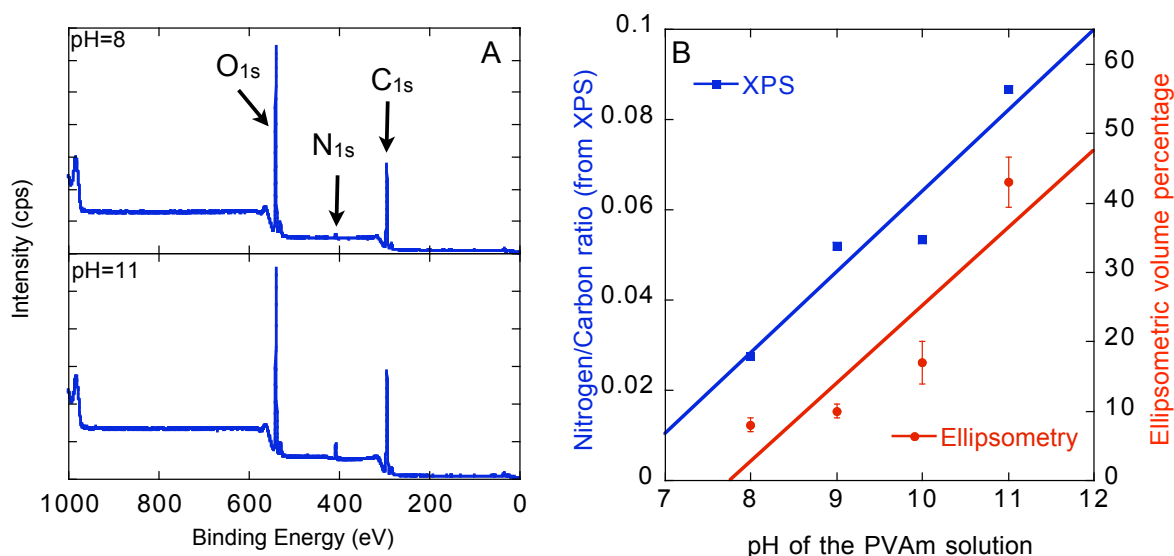 pH=8
A
O1s
N1s
C1s
pH=11
Intensity (cps)
1000 800 600 400 200 0
Binding Energy (eV)
B
XPS
Ellipsometry
Nitrogen/Carbon ratio (from XPS)
0.1
0.08
0.06
0.04
0.02
0
60
50
40
30
20
10
0
Ellipsometric volume percentage
7 8 9 10 11 12
pH of the PVAm solution